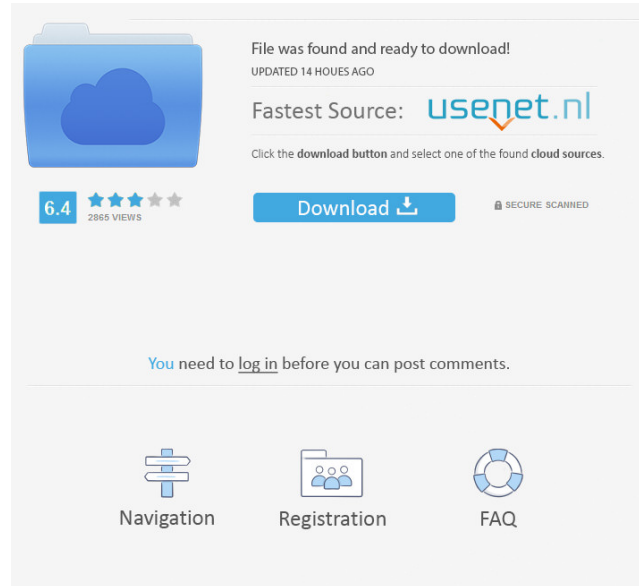 File was found and ready to download!
UPDATED 14 HOUES AGO
Fastest Source: usenet.nl
Click the download button and select one of the found cloud sources.
6.4
2865 VIEWS
Download
SECURE SCANNED
You need to log in before you can post comments.
Navigation
Registration
FAQ